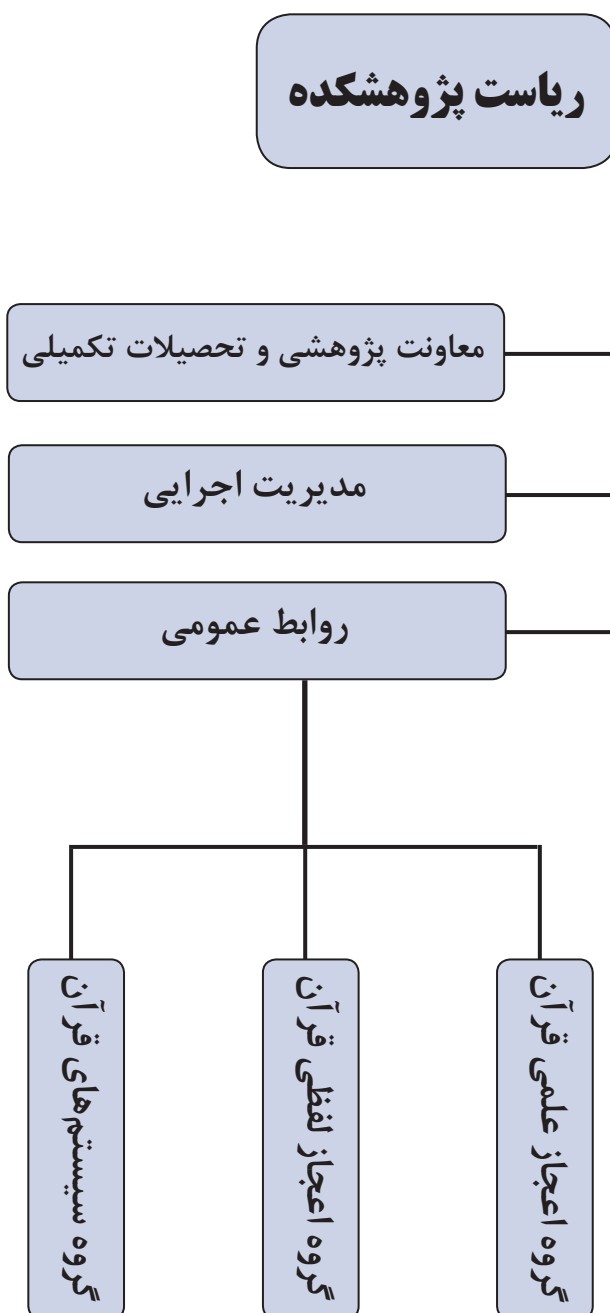 ریاست پژوهشکده
معاونت پژوهشی و تحصیلات تکمیلی
مدیریت اجرایی
روابط عمومی
گروه اعجاز علمی قرآن
گروه اعجاز لفظی قرآن
گروه سیستم‌های قرآن